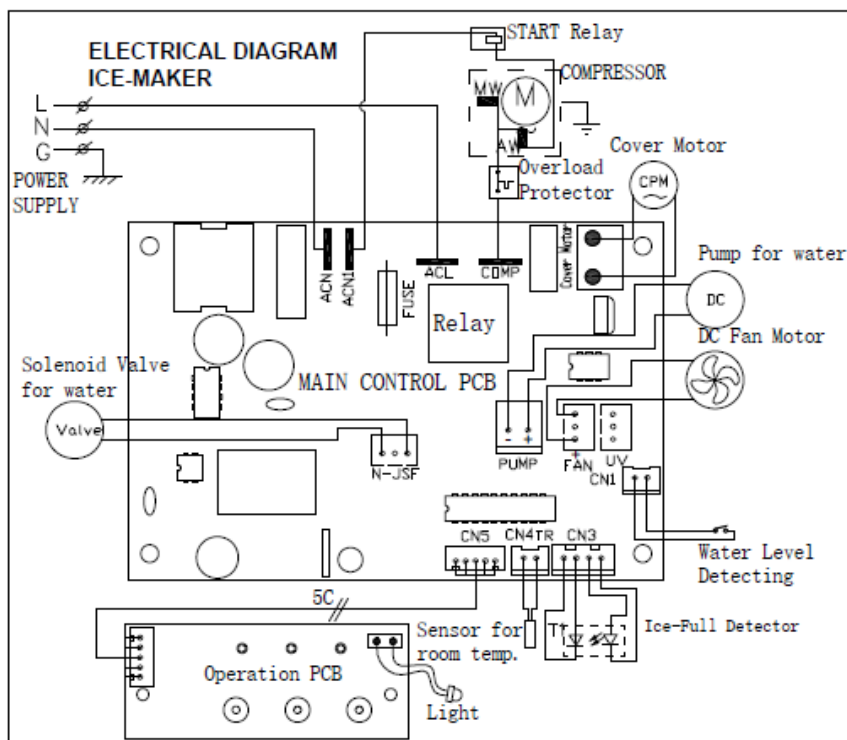 ELECTRICAL DIAGRAM
ICE-MAKER
START Relay
COMPRESSOR
MW
M
AW
L
N
G
POWER
SUPPLY
Overload
Protector
Cover Motor
CPM
ACN
ACN1
FUSE
ACL
COMP
Cover Motor
Relay
Pump for water
DC
DC Fan Motor
Solenoid Valve
for water
Valve
MAIN CONTROL PCB
N-JSF
- +
PUMP
+
FAN
UV
CN1
Water Level
Detecting
CN5
CN4TR
CN3
5C
Sensor for
room temp.
Ice-Full Detector
Operation PCB
Light